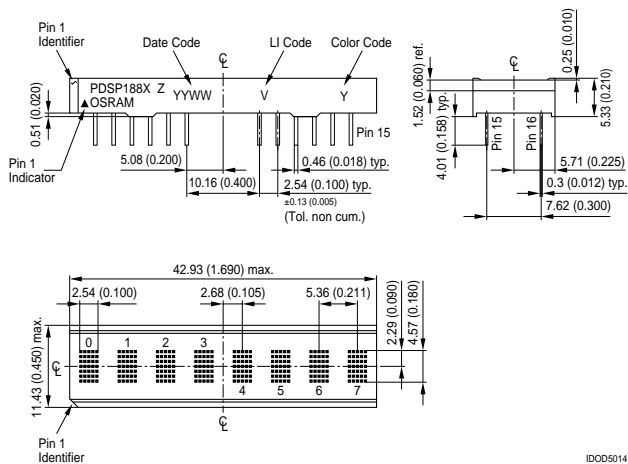 Pin 1
Identifier
Date Code
LI Code
Color Code
℄
PDSP188X Z
YYWW
V
Y
▲OSRAM
0.51 (0.020)
Pin 15
Pin 1
Indicator
5.08 (0.200)
0.46 (0.018) typ.
10.16 (0.400)
2.54 (0.100) typ.
±0.13 (0.005)
(Tol. non cum.)
1.52 (0.060) ref.
4.01 (0.158) typ.
℄
0.25 (0.010)
5.33 (0.210)
Pin 15
Pin 16
5.71 (0.225)
0.3 (0.012) typ.
7.62 (0.300)
42.93 (1.690) max.
2.54 (0.100)
2.68 (0.105)
5.36 (0.211)
2.29 (0.090)
4.57 (0.180)
11.43 (0.450) max.
℄
0 1 2 3
4 5 6 7
℄
℄
Pin 1
Identifier
IDOD5014